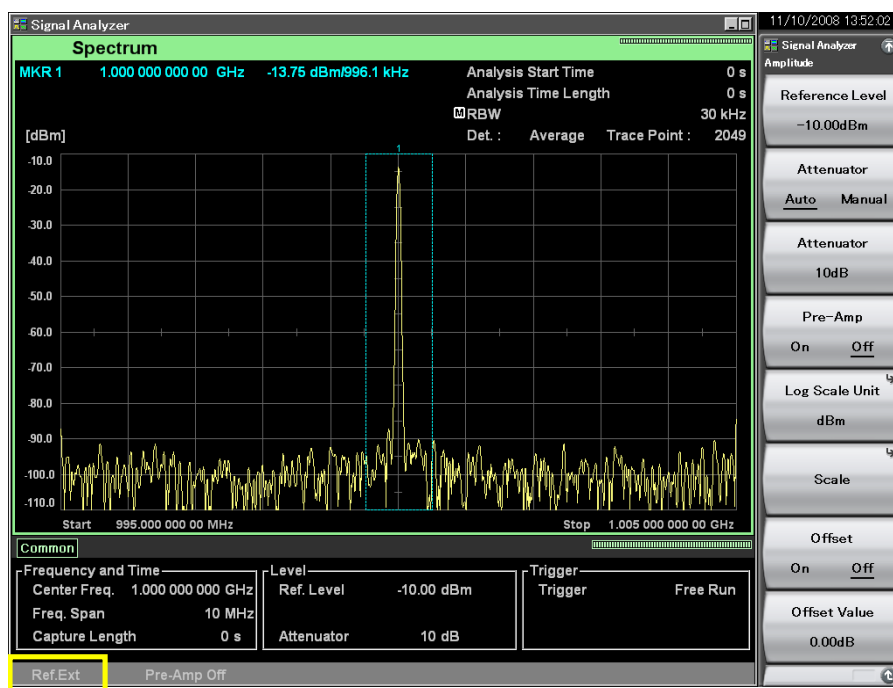 Signal Analyzer
11/10/2008 13:52:02
Spectrum
MKR 1 1.000 000 000 00 GHz -13.75 dBm/996.1 kHz
Analysis Start Time 0 s
Analysis Time Length 0 s
M RBW 30 kHz
[dBm]
Det. : Average Trace Point : 2049
1
-10.0
-20.0
-30.0
-40.0
-50.0
-60.0
-70.0
-80.0
-90.0
-100.0
-110.0
Start 995.000 000 00 MHz
Stop 1.005 000 000 00 GHz
Common
Frequency and Time
Center Freq. 1.000 000 000 GHz
Freq. Span 10 MHz
Capture Length 0 s
Level
Ref. Level -10.00 dBm
Attenuator 10 dB
Trigger
Trigger Free Run
Ref.Ext Pre-Amp Off
Signal Analyzer
Amplitude
Reference Level
-10.00dBm
Attenuator
Auto Manual
Attenuator
10dB
Pre-Amp
On Off
Log Scale Unit
dBm
Scale
Offset
On Off
Offset Value
0.00dB